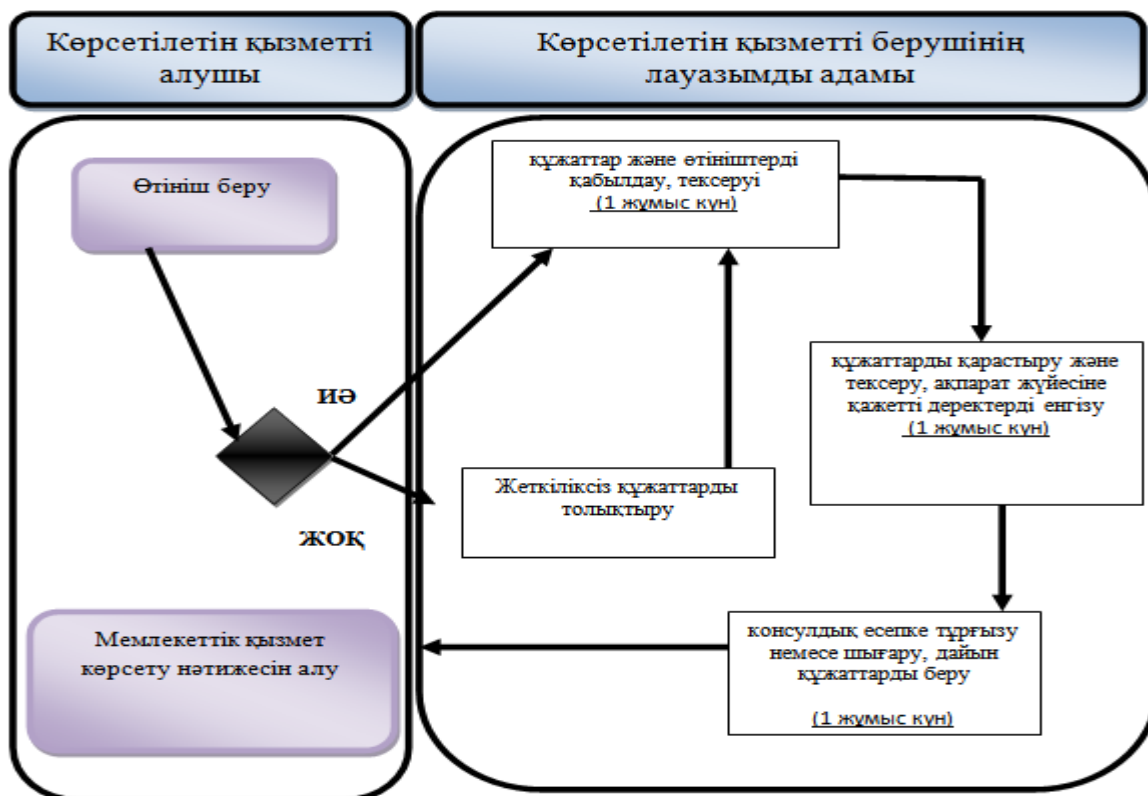 Көрсетілетін қызметті
алушы
Көрсетілетін қызметті берушінің
лауазымды адамы
Өтініш беру
құжаттар және өтініштерді
қабылдау, тексеруі
(1 жұмыс күн)
құжаттарды қарастыру және
тексеру, ақпарат жүйесіне
қажетті деректерді енгізу
(1 жұмыс күн)
ИӘ
Жеткіліксіз құжаттарды
толықтыру
ЖОҚ
Мемлекеттік қызмет
көрсету нәтижесін алу
консулдық есепке тұрғызу
немесе шығару, дайын
құжаттарды беру
(1 жұмыс күн)